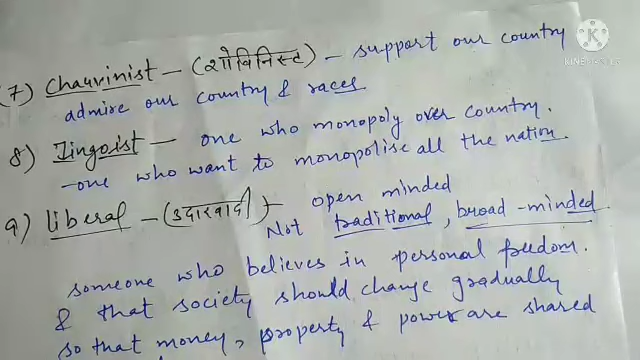 KINEMASTER
(7) Chauvinist - (शोविनिस्ट) - support our country
admire our country & races
8) Jingoist - one who monopoly over country.
- one who want to monopolise all the nation
9) liberal - (उदारवादी) - open minded
Not traditional, broad-minded
someone who believes in personal freedom.
& that society should change gradually
so that money, property & power are shared